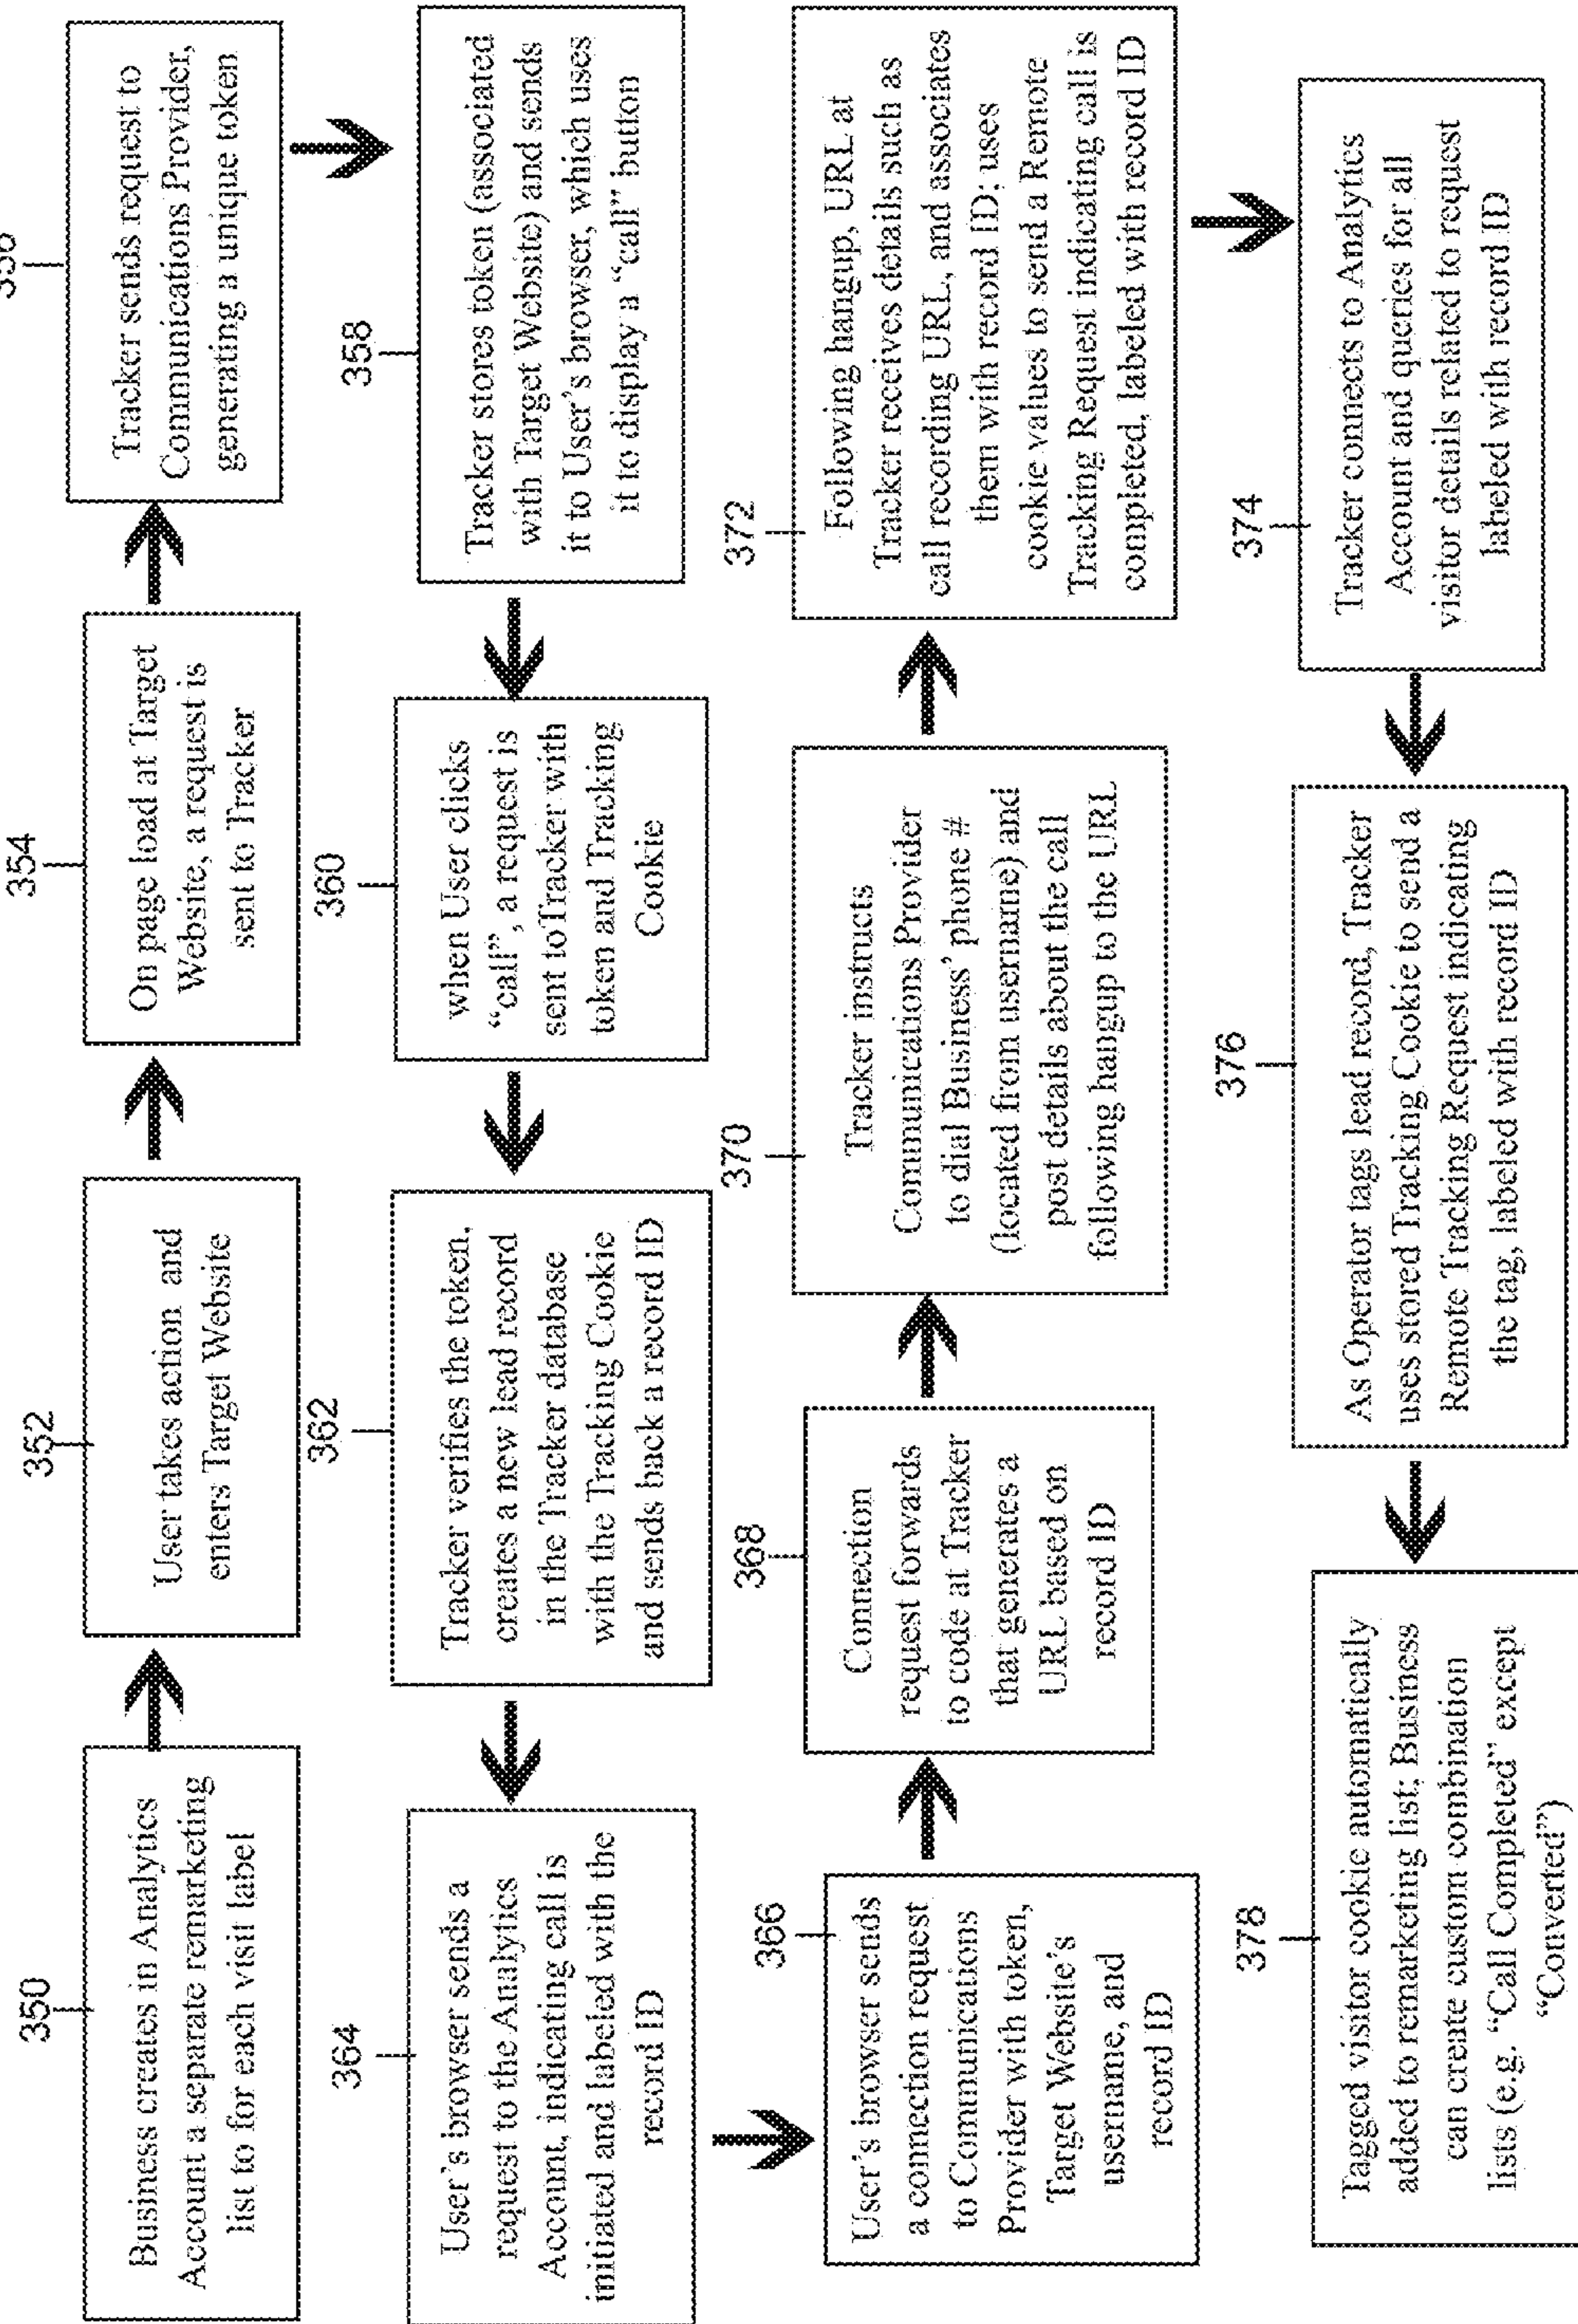 350
Business creates in Analytics
Account a separate remarketing
list to for each visit label
352
User takes action and
enters Target Website
354
On page load at Target
Website, a request is
sent to Tracker
356
Tracker sends request to
Communications Provider,
generating a unique token
358
Tracker stores token (associated
with Target Website) and sends
it to User's browser, which uses
it to display a “call” button
360
when User clicks
“call”, a request is
sent toTracker with
token and Tracking
Cookie
362
Tracker verifies the token,
creates a new lead record
in the Tracker database
with the Tracking Cookie
and sends back a record ID
364
User's browser sends a
request to the Analytics
Account, indicating call is
initiated and labeled with the
record ID
366
User's browser sends
a connection request
to Communications
Provider with token,
Target Website's
username, and
record ID
368
Connection
request forwards
to code at Tracker
that generates a
URL based on
record ID
370
Tracker instructs
Communications Provider
to dial Business' phone #
(located from username) and
post details about the call
following hangup to the URL
372
Following hangup, URL at
Tracker receives details such as
call recording URL, and associates
them with record ID; uses
cookie values to send a Remote
Tracking Request indicating call is
completed, labeled with record ID
374
Tracker connects to Analytics
Account and queries for all
visitor details related to request
labeled with record ID
376
As Operator tags lead record, Tracker
uses stored Tracking Cookie to send a
Remote Tracking Request indicating
the tag, labeled with record ID
378
Tagged visitor cookie automatically
added to remarketing list; Business
can create custom combination
lists (e.g. “Call Completed” except
“Converted”)